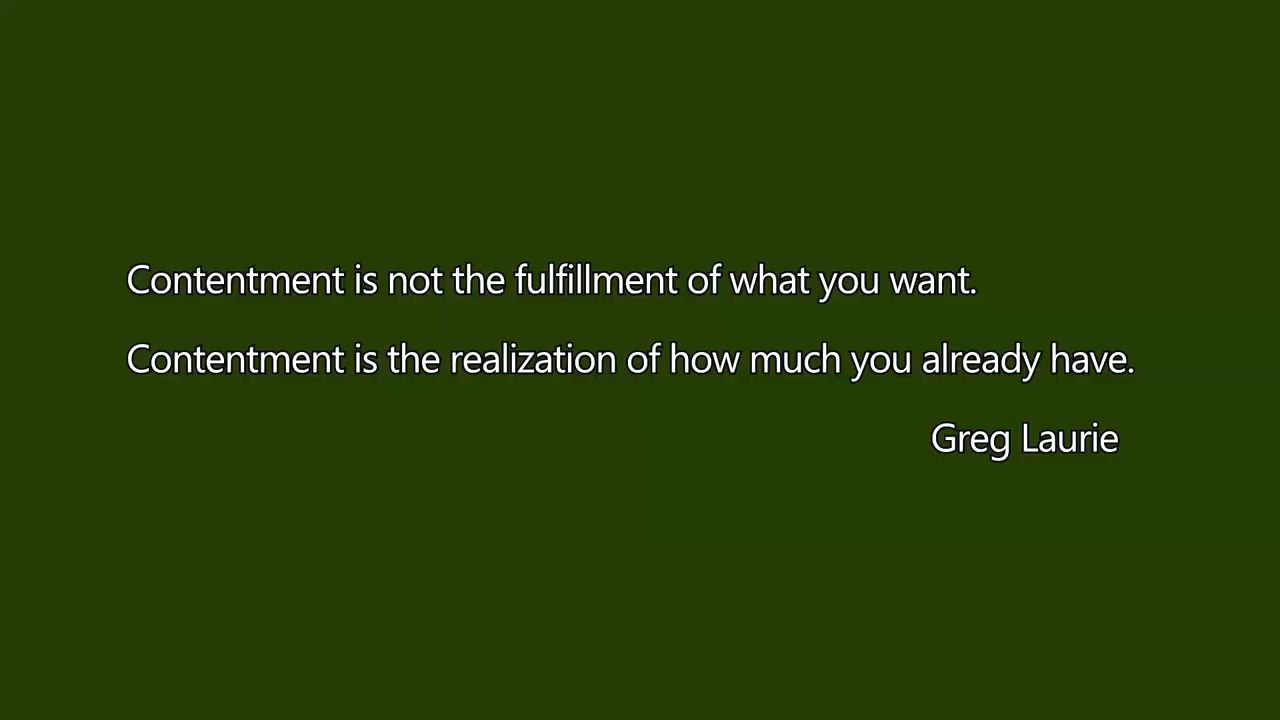 Contentment is not the fulfillment of what you want.
Contentment is the realization of how much you already have.
Greg Laurie